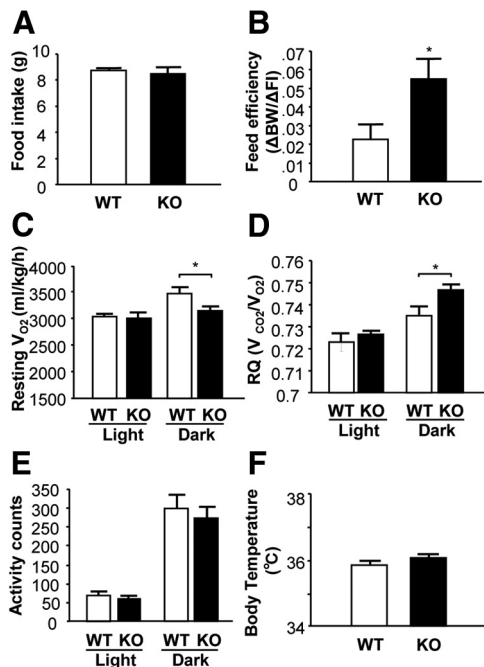 A
Food intake (g)
10
8
6
4
2
0
WT KO
B
Feed efficiency
(ΔBW/ΔFI)
.07
.06
.05
.04
.03
.02
.01
0
*
WT KO
C
Resting VO2 (ml/kg/h)
4000
3500
3000
2500
2000
1500
*
WT KO WT KO
Light Dark
D
RQ (V CO2/VO2)
0.76
0.75
0.74
0.73
0.72
0.7
*
WT KO WT KO
Light Dark
E
Activity counts
350
300
250
200
150
100
50
0
WT KO WT KO
Light Dark
F
Body Temperature
(°C)
38
36
34
WT KO